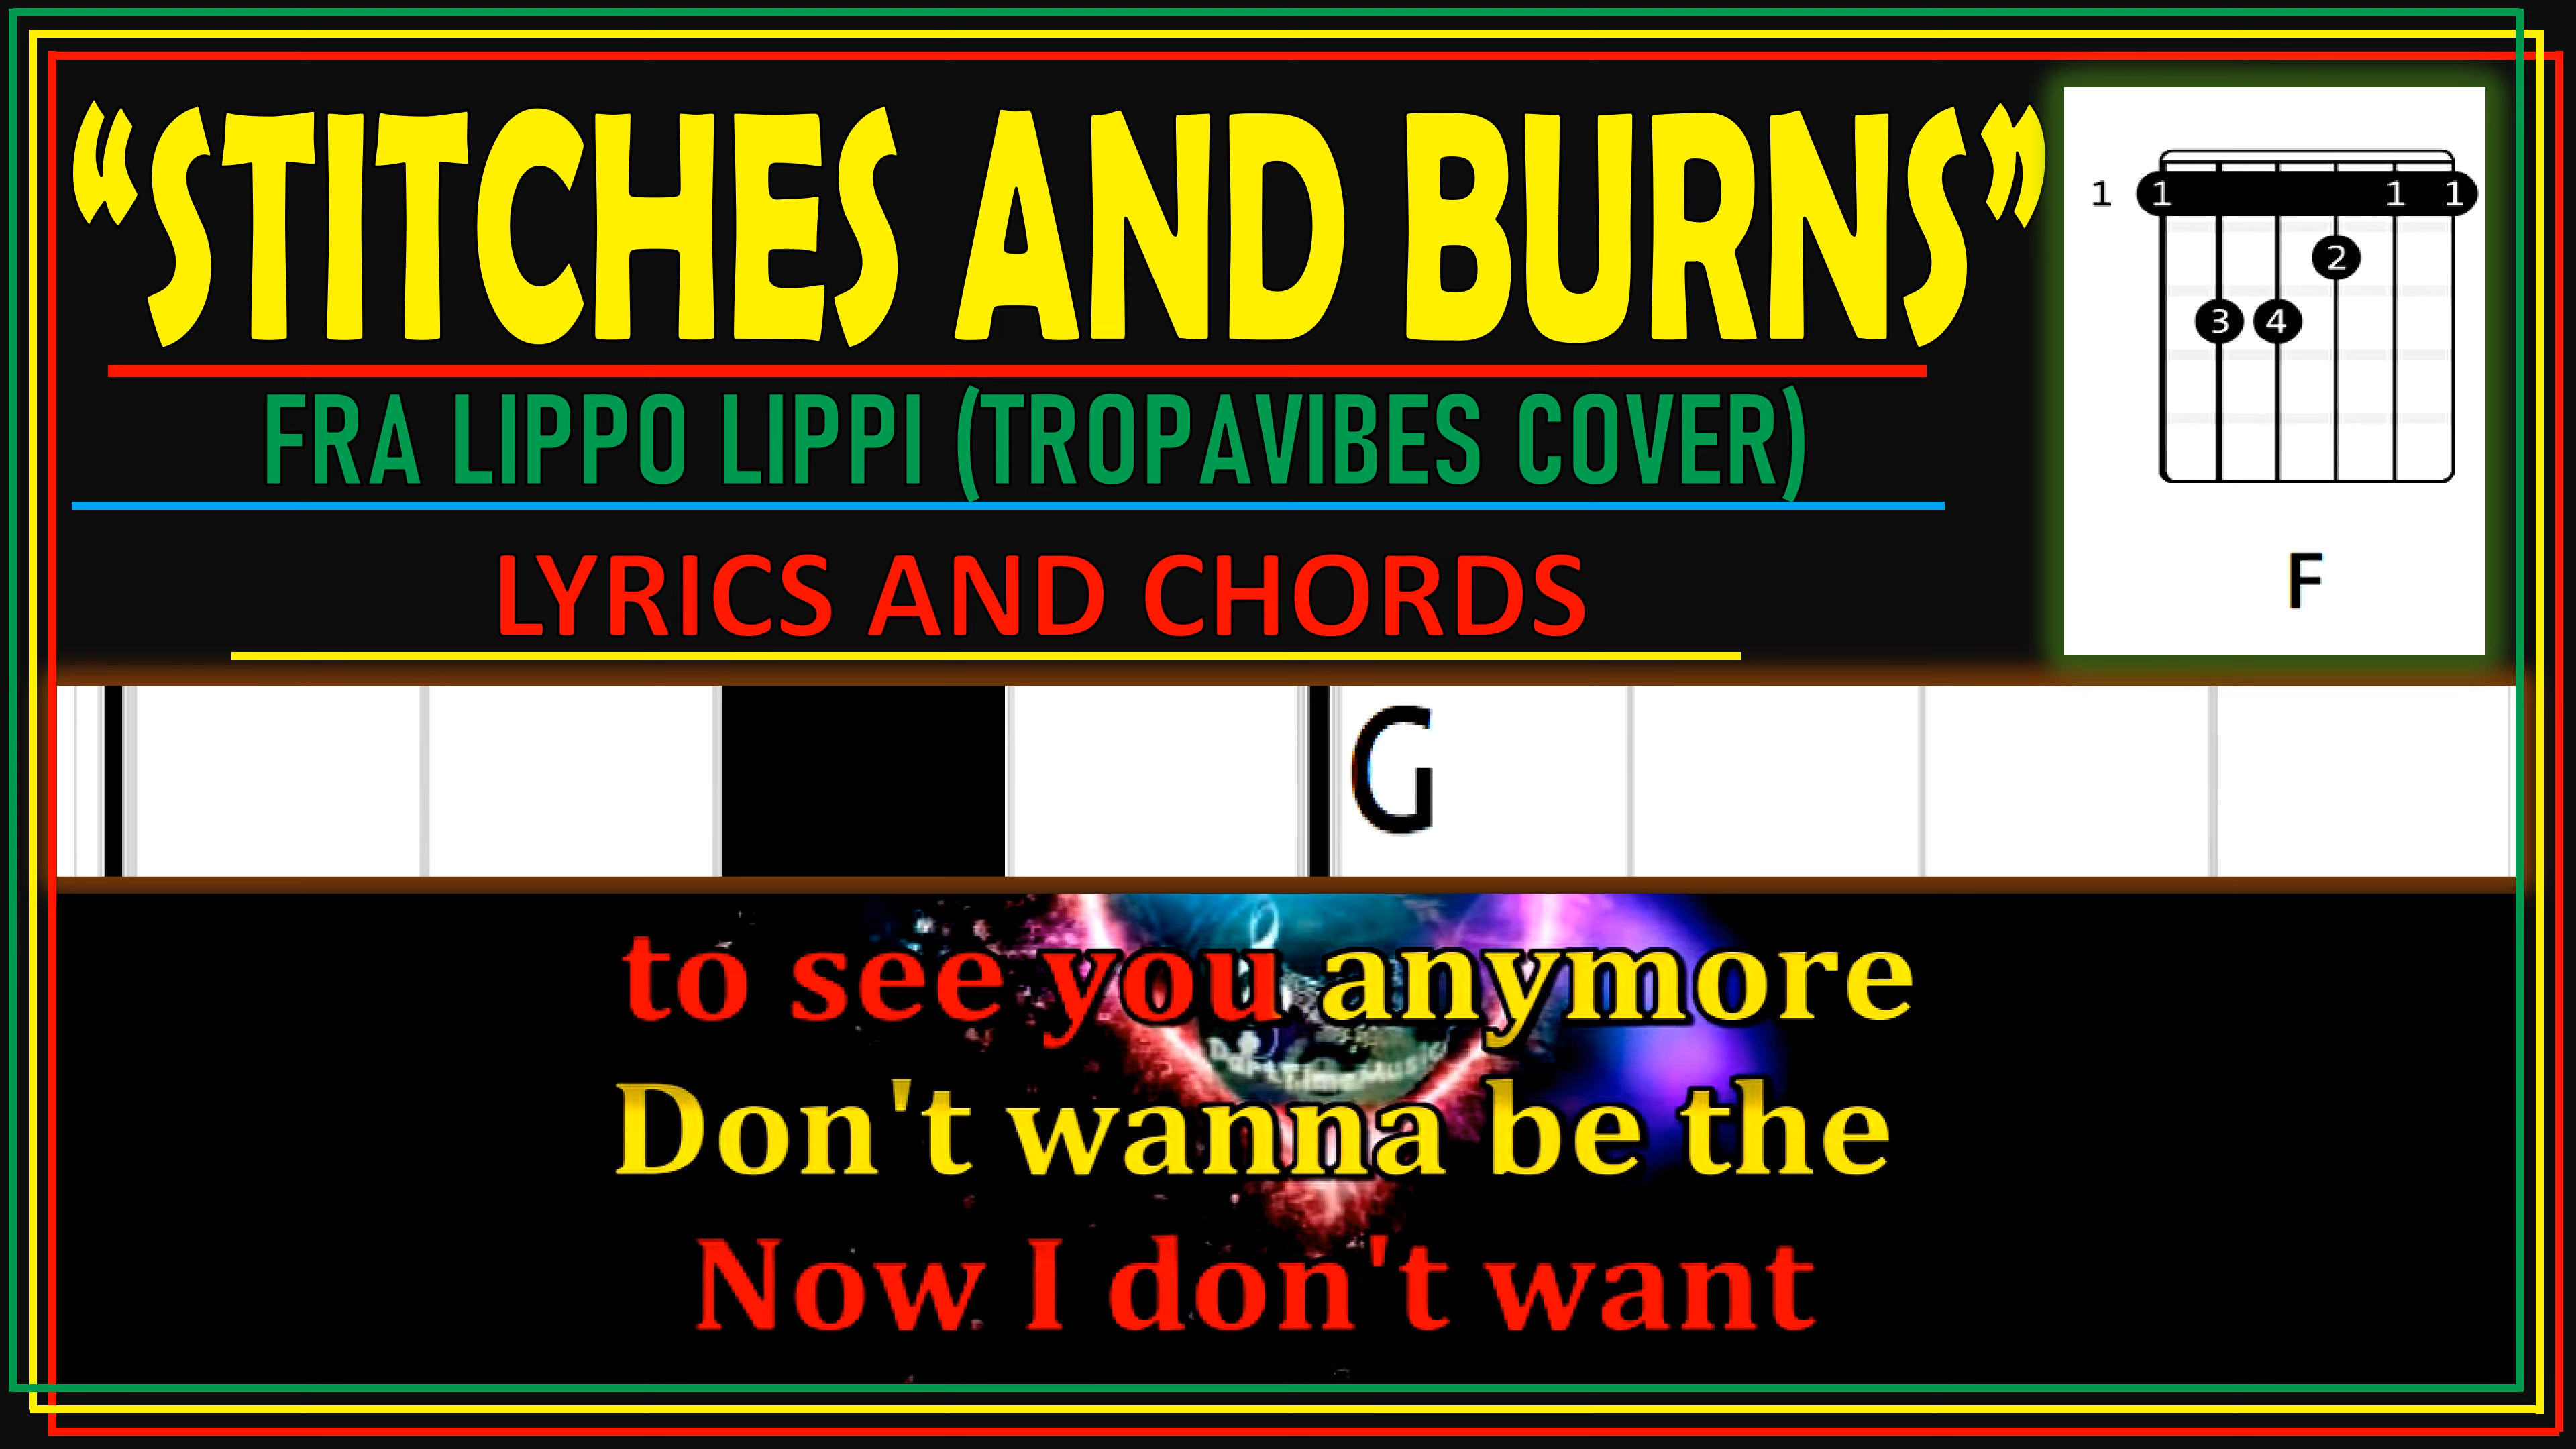 “STITCHES AND BURNS”
FRA LIPPO LIPPI (TROPAVIBES COVER)
LYRICS AND CHORDS
1 1 1 1
2
3 4
F
G
to see you anymore
Don't wanna be the
Now I don't want